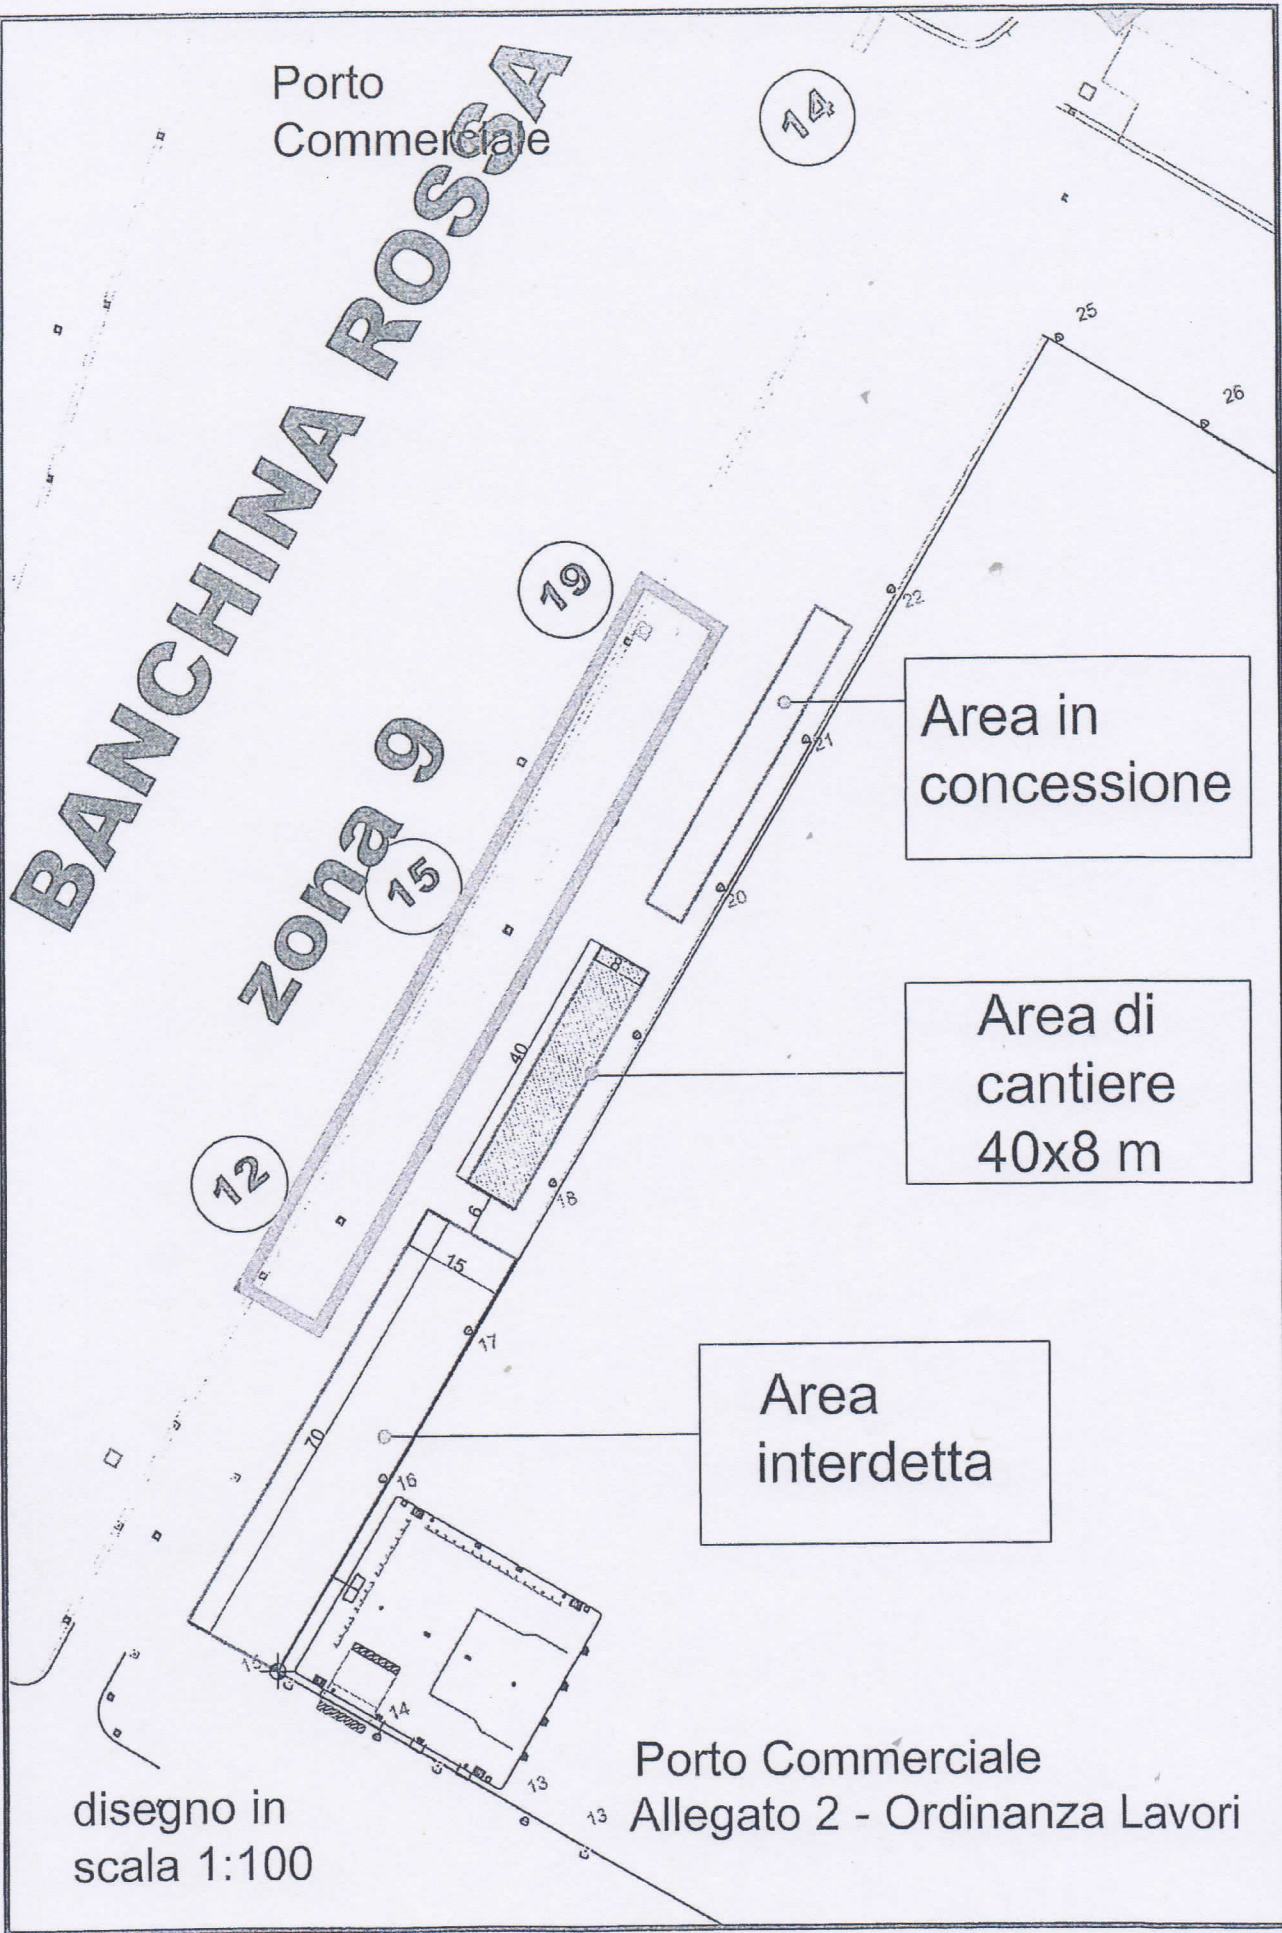 Porto
Commerciale
BANCHINA ROSSA
14
25
26
19
22
zona 9
15
21
20
Area in
concessione
8
40
Area di
cantiere
40x8 m
12
18
6
15
17
70
Area
interdetta
16
15
14
13
13
Porto Commerciale
Allegato 2 - Ordinanza Lavori
disegno in
scala 1:100